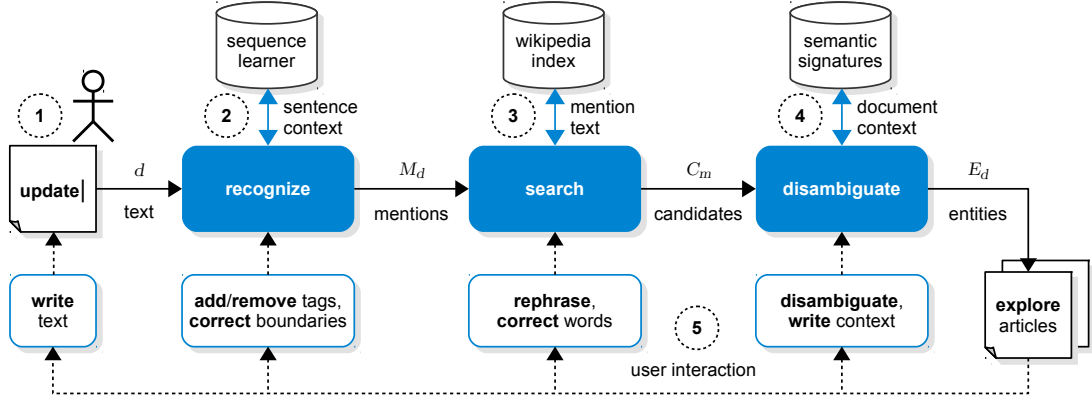 sequence
learner
wikipedia
index
semantic
signatures
1
2
sentence
context
3
mention
text
4
document
context
update
d
text
recognize
M_d
mentions
search
C_m
candidates
disambiguate
E_d
entities
write
text
add/remove tags,
correct boundaries
rephrase,
correct words
disambiguate,
write context
explore
articles
5
user interaction